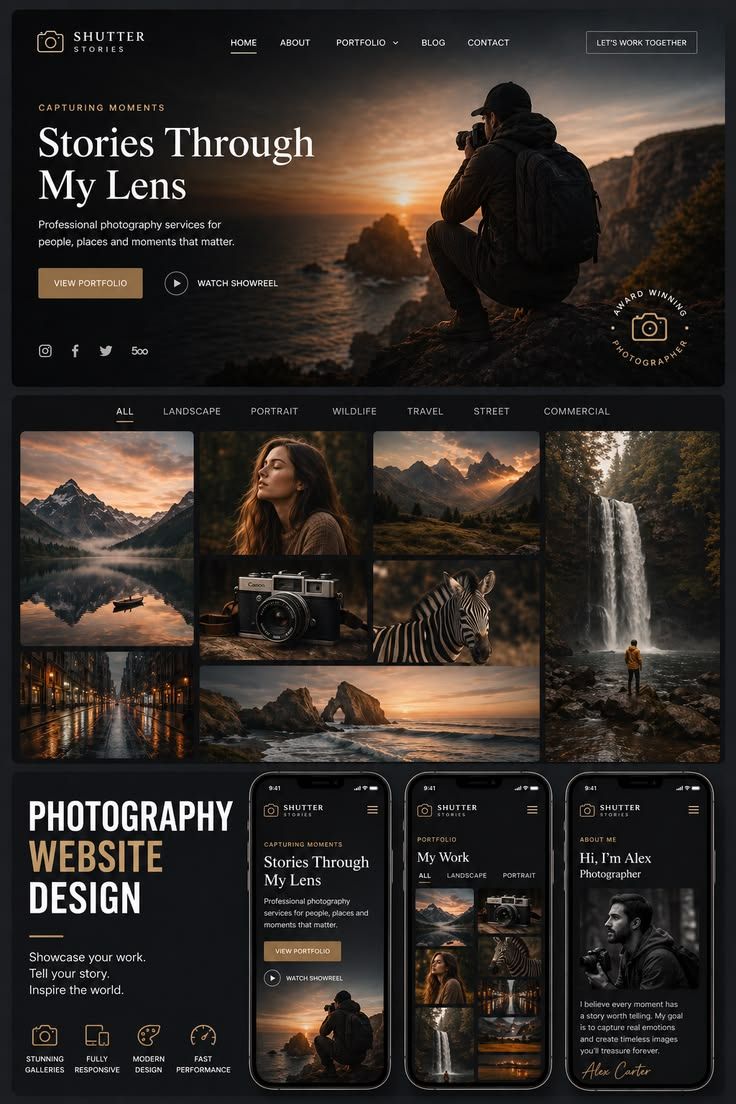 SHUTTER
STORIES
HOME ABOUT PORTFOLIO BLOG CONTACT
LET'S WORK TOGETHER
CAPTURING MOMENTS
Stories Through
My Lens
Professional photography services for
people, places and moments that matter.
VIEW PORTFOLIO
WATCH SHOWREEL
500
AWARD WINNING
PHOTOGRAPHER
ALL LANDSCAPE PORTRAIT WILDLIFE TRAVEL STREET COMMERCIAL
Canon
PHOTOGRAPHY
WEBSITE
DESIGN
Showcase your work.
Tell your story.
Inspire the world.
STUNNING
GALLERIES
FULLY
RESPONSIVE
MODERN
DESIGN
FAST
PERFORMANCE
9:41
SHUTTER
STORIES
CAPTURING MOMENTS
Stories Through
My Lens
Professional photography
services for people, places and
moments that matter.
VIEW PORTFOLIO
WATCH SHOWREEL
9:41
SHUTTER
STORIES
PORTFOLIO
My Work
ALL LANDSCAPE PORTRAIT
9:41
SHUTTER
STORIES
ABOUT ME
Hi, I'm Alex
Photographer
I believe every moment has
a story worth telling. My goal
is to capture real emotions
and create timeless images
you'll treasure forever.
Alex Carter